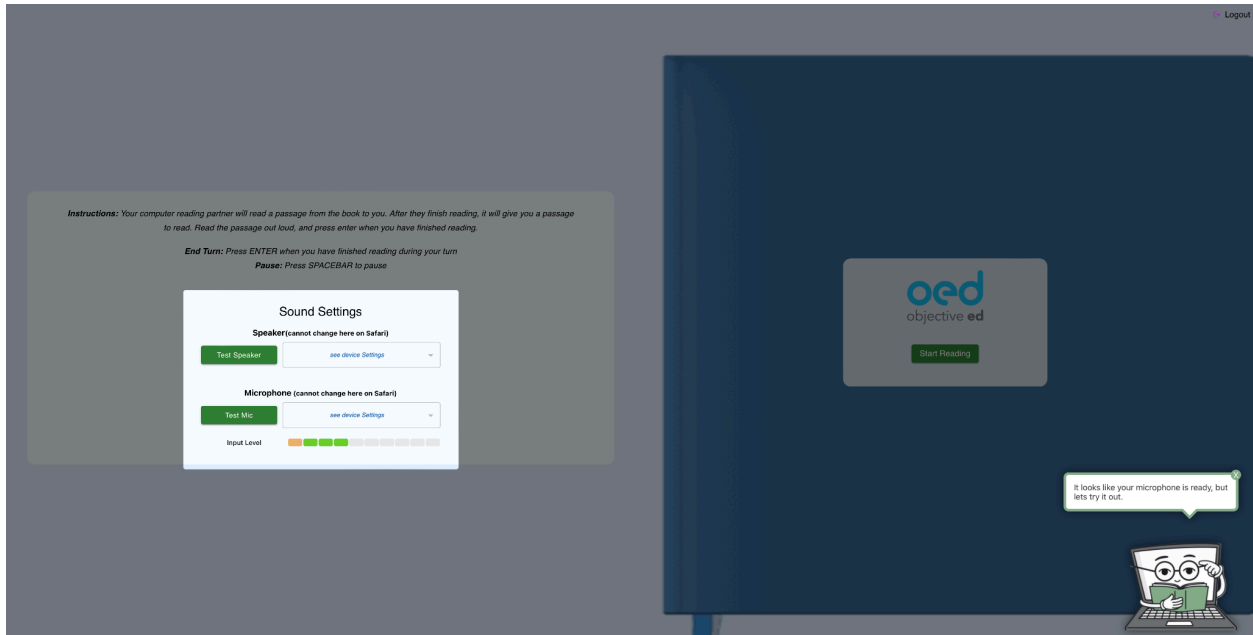 Logout
Instructions: Your computer reading partner will read a passage from the book to you. After they finish reading, it will give you a passage
to read. Read the passage out loud, and press enter when you have finished reading.
End Turn: Press ENTER when you have finished reading during your turn
Pause: Press SPACEBAR to pause
Sound Settings
Speaker(cannot change here on Safari)
Test Speaker
see device Settings
Microphone (cannot change here on Safari)
Test Mic
see device Settings
Input Level
oed
objective ed
Start Reading
X
It looks like your microphone is ready, but
lets try it out.